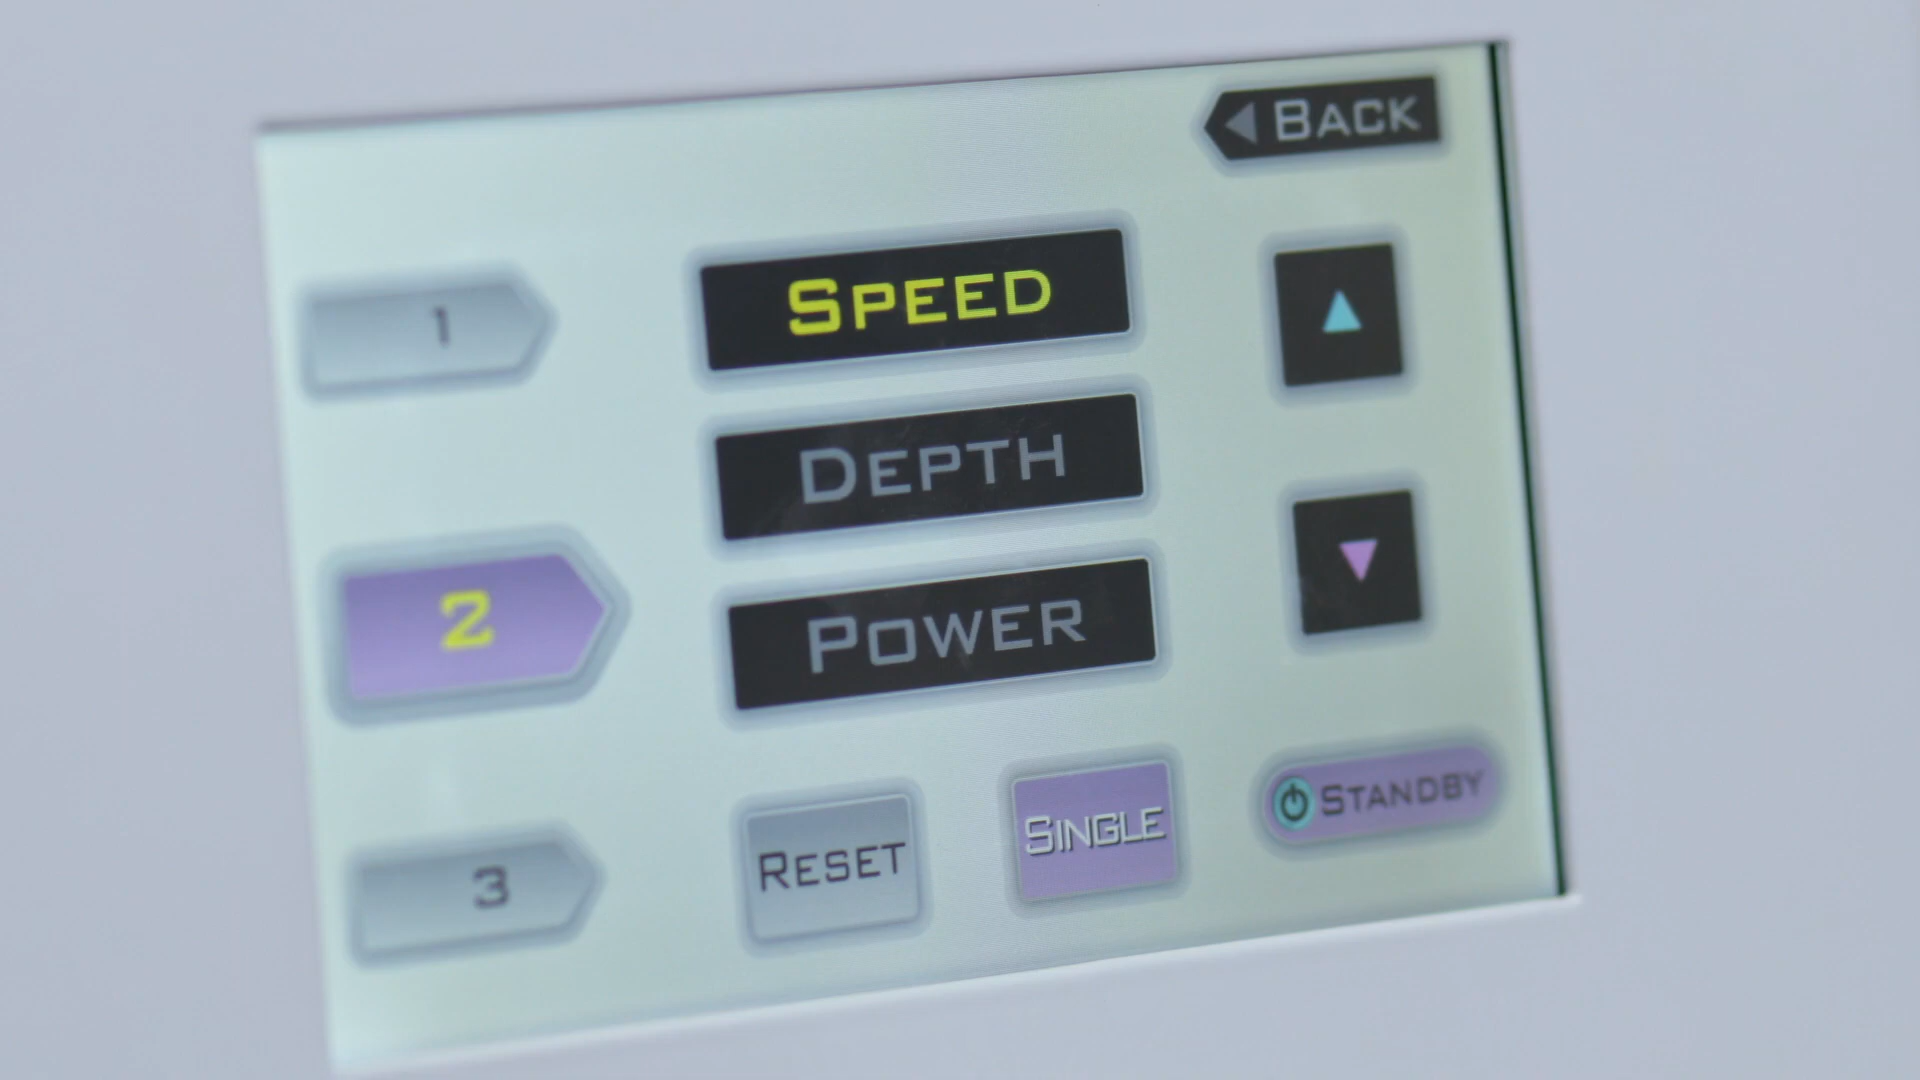 BACK
1
SPEED
DEPTH
2
POWER
3
RESET
SINGLE
STANDBY